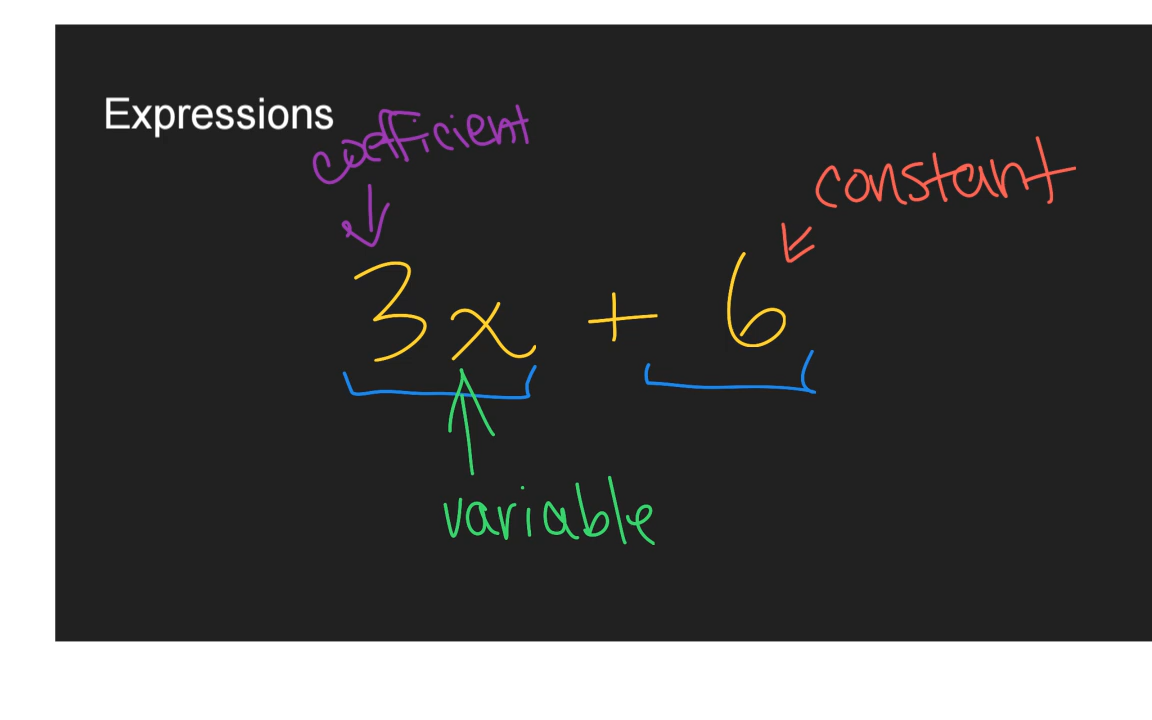 Expressions
coefficient
constant
3x + 6
variable